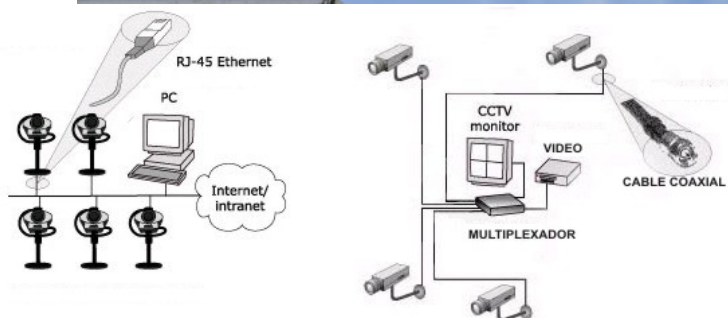 RJ-45 Ethernet
PC
Internet/
intranet
CCTV
monitor
VIDEO
CABLE COAXIAL
MULTIPLEXADOR